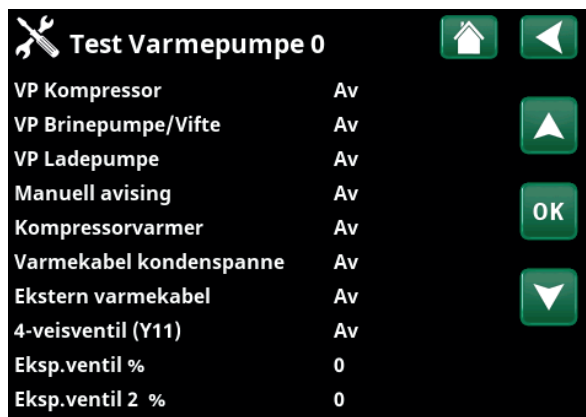 Test Varmepumpe 0
VP Kompressor Av
VP Brinepumpe/Vifte Av
VP Ladepumpe Av
Manuell avising Av
OK
Kompressorvarmer Av
Varmekabel kondenspanne Av
Ekstern varmekabel Av
4-veisventil (Y11) Av
Eksp.ventil % 0
Eksp.ventil 2 % 0